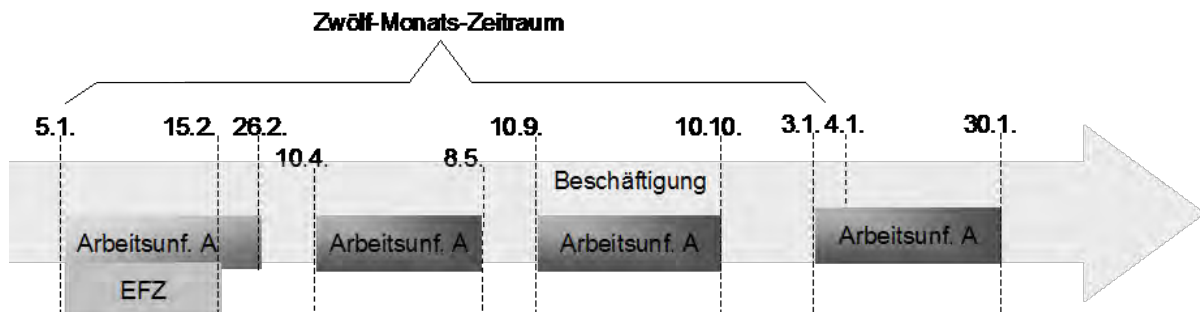 Zwölf-Monats-Zeitraum
5.1. 15.2. 26.2. 10.9. 10.10. 3.1. 4.1. 30.1.
10.4. 8.5.
Beschäftigung
Arbeitsunf. A Arbeitsunf. A Arbeitsunf. A Arbeitsunf. A
EFZ